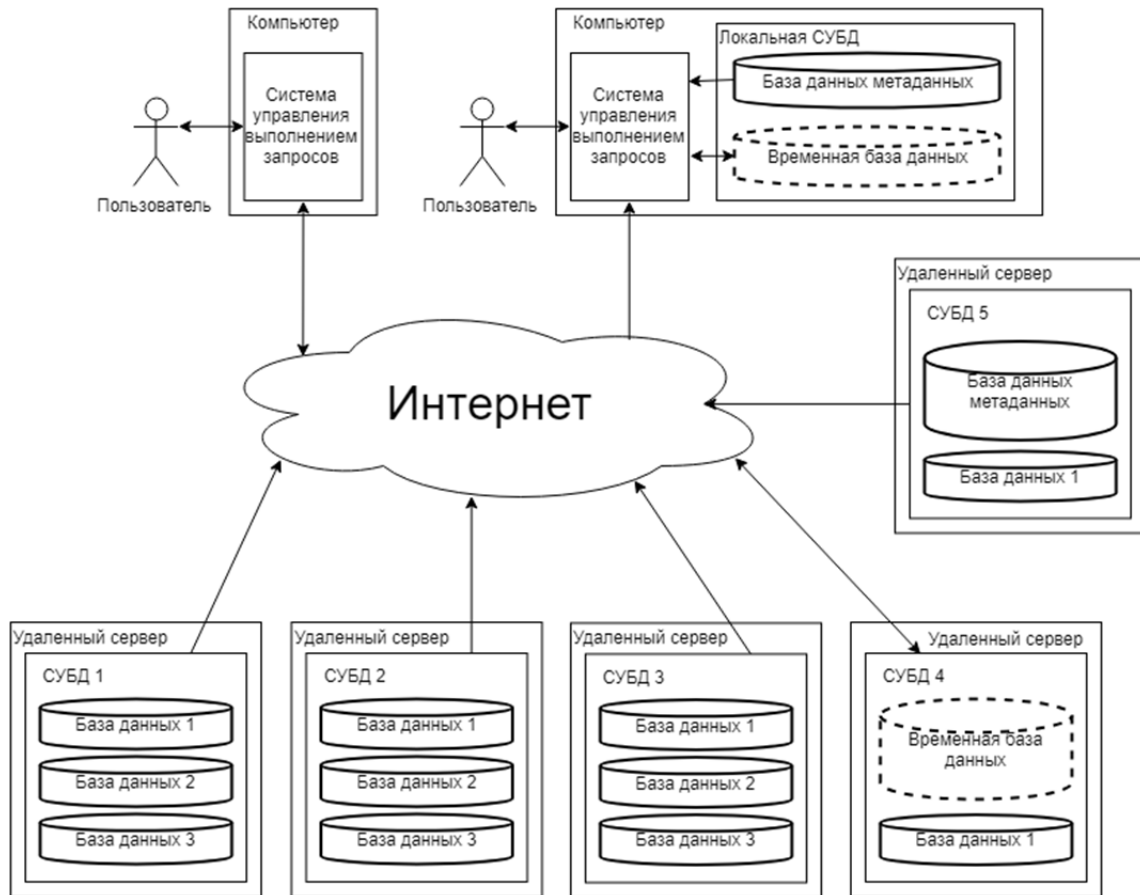 Компьютер
Система
управления
выполнением
запросов
Пользователь
Компьютер
Система
управления
выполнением
запросов
Пользователь
Локальная СУБД
База данных метаданных
Временная база данных
Удаленный сервер
СУБД 5
База данных
метаданных
База данных 1
Интернет
Удаленный сервер
СУБД 1
База данных 1
База данных 2
База данных 3
Удаленный сервер
СУБД 2
База данных 1
База данных 2
База данных 3
Удаленный сервер
СУБД 3
База данных 1
База данных 2
База данных 3
Удаленный сервер
СУБД 4
Временная база
данных
База данных 1